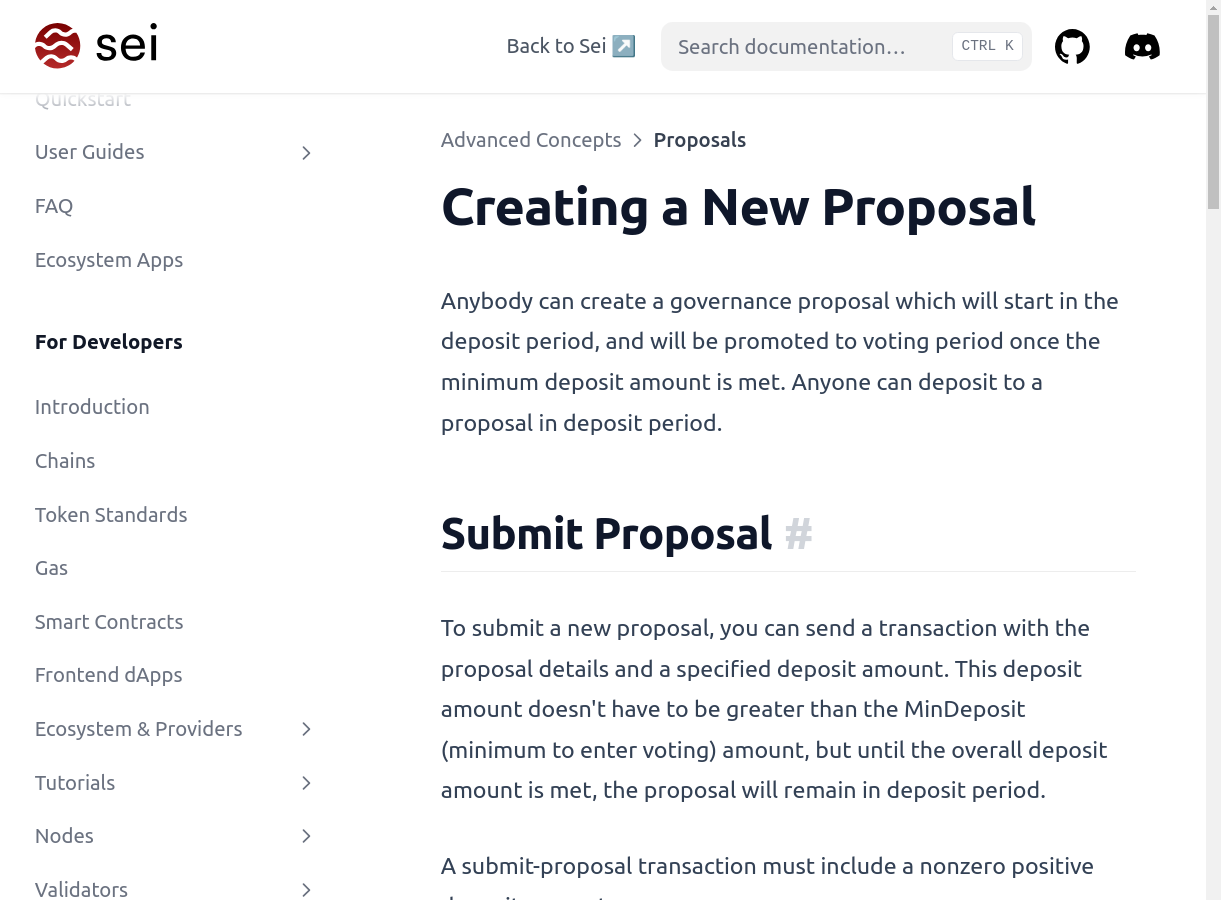 sei
Back to Sei ↗️
Search documentation…
CTRL K
Quickstart
User Guides
FAQ
Ecosystem Apps
For Developers
Introduction
Chains
Token Standards
Gas
Smart Contracts
Frontend dApps
Ecosystem & Providers
Tutorials
Nodes
Validators
Advanced Concepts > Proposals
Creating a New Proposal
Anybody can create a governance proposal which will start in the
deposit period, and will be promoted to voting period once the
minimum deposit amount is met. Anyone can deposit to a
proposal in deposit period.
Submit Proposal #
To submit a new proposal, you can send a transaction with the
proposal details and a specified deposit amount. This deposit
amount doesn't have to be greater than the MinDeposit
(minimum to enter voting) amount, but until the overall deposit
amount is met, the proposal will remain in deposit period.
A submit-proposal transaction must include a nonzero positive